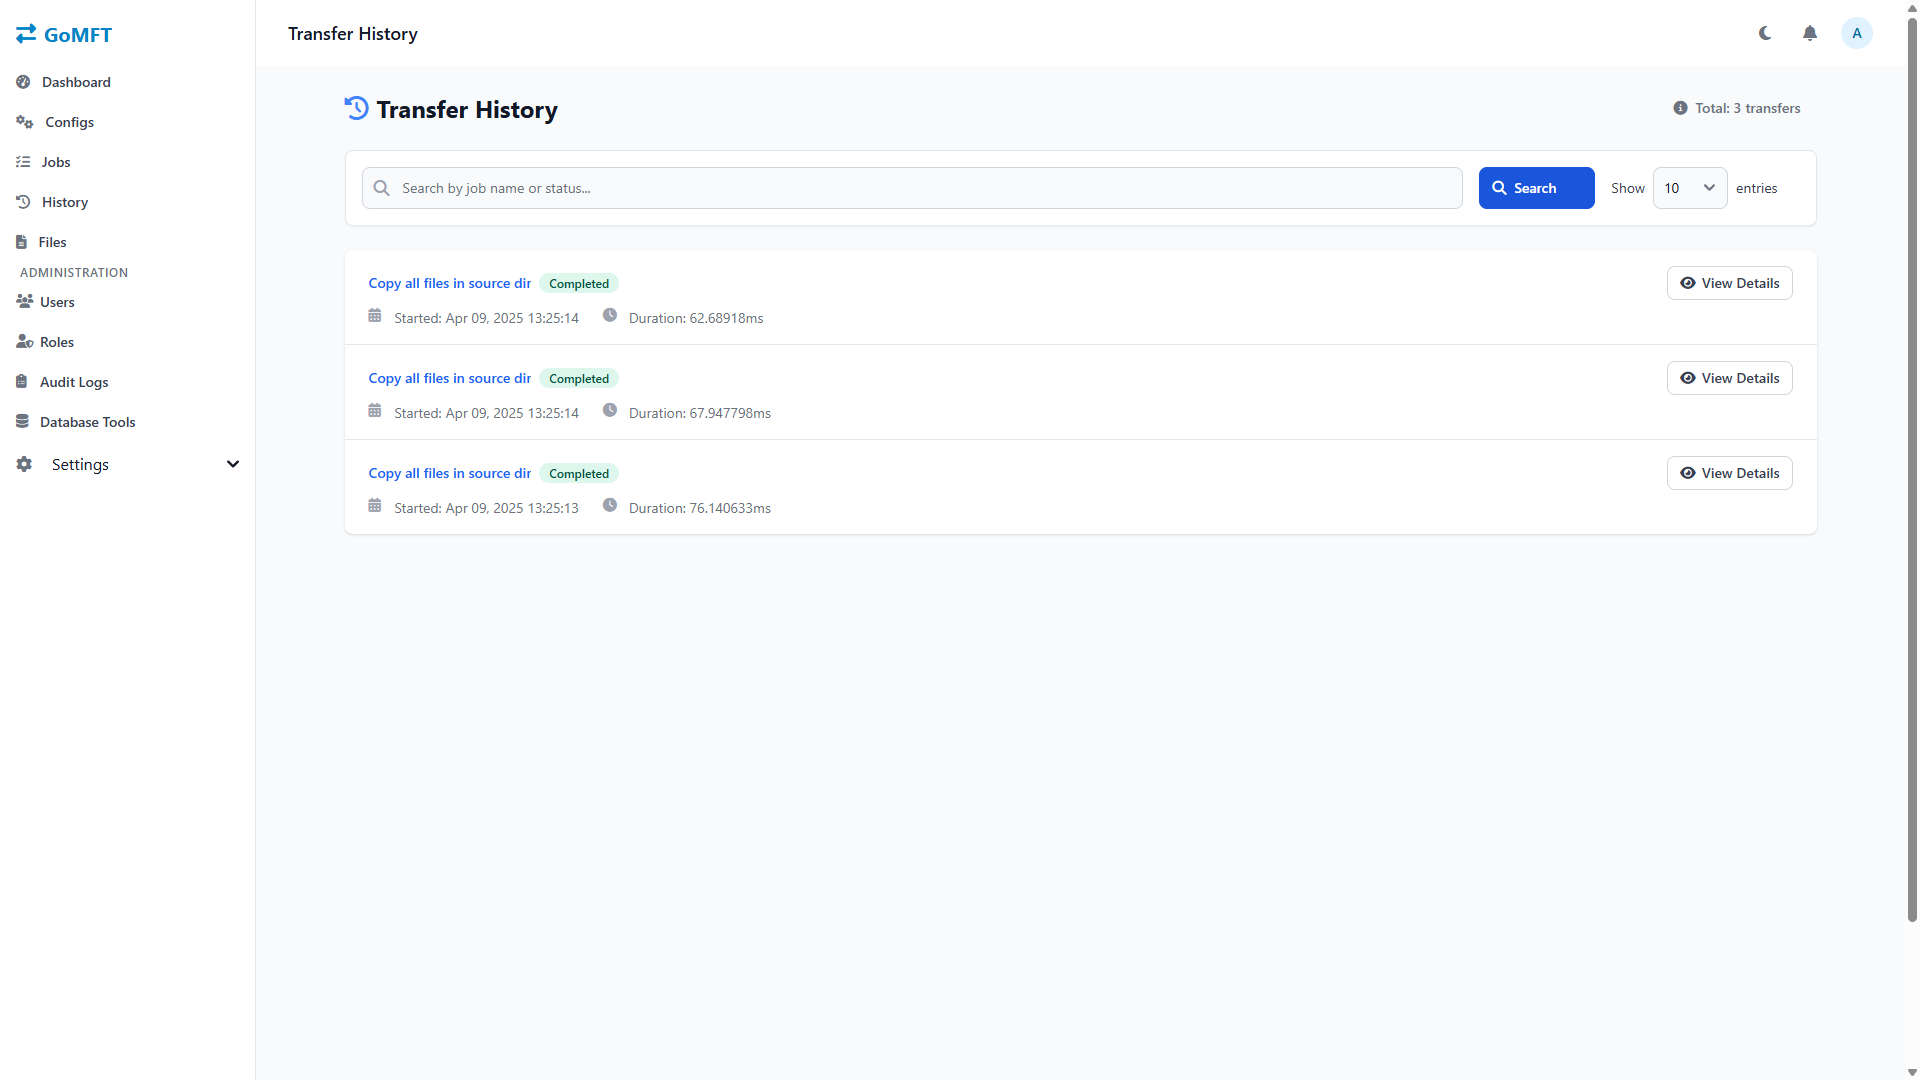 GoMFT
Transfer History
A
Dashboard
Configs
Jobs
History
Files
ADMINISTRATION
Users
Roles
Audit Logs
Database Tools
Settings
Transfer History
Total: 3 transfers
Search by job name or status...
Search
Show 10 entries
Copy all files in source dir Completed
View Details
Started: Apr 09, 2025 13:25:14 Duration: 62.68918ms
Copy all files in source dir Completed
View Details
Started: Apr 09, 2025 13:25:14 Duration: 67.947798ms
Copy all files in source dir Completed
View Details
Started: Apr 09, 2025 13:25:13 Duration: 76.140633ms